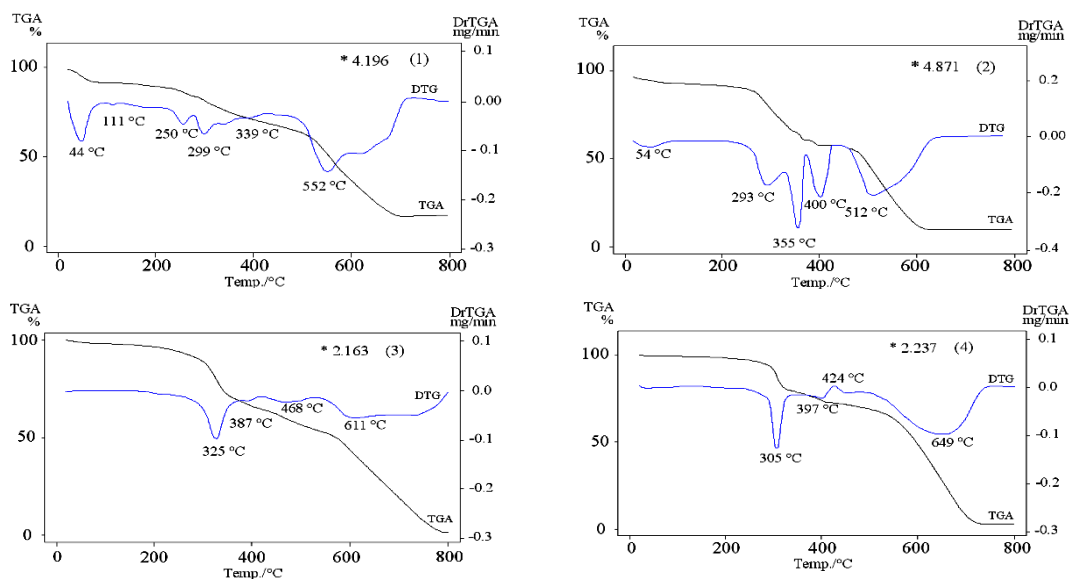 TGA
%
DrTGA
mg/min
* 4.196 (1)
100
50
0
0.1
0.00
-0.1
-0.2
-0.3
DTG
TGA
44 °C
111 °C
250 °C
299 °C
339 °C
552 °C
0 200 400 600 800
Temp./°C
TGA
%
DrTGA
mg/min
* 4.871 (2)
100
50
0
0.2
0.00
-0.2
-0.4
DTG
TGA
54 °C
293 °C
355 °C
400 °C
512 °C
0 200 400 600 800
Temp./°C
TGA
%
DrTGA
mg/min
* 2.163 (3)
100
50
0
0.1
0.0
-0.1
-0.2
-0.3
DTG
TGA
325 °C
387 °C
468 °C
611 °C
0 200 400 600 800
Temp./°C
TGA
%
DrTGA
mg/min
* 2.237 (4)
100
50
0
0.1
0.0
-0.1
-0.2
-0.3
DTG
TGA
305 °C
397 °C
424 °C
649 °C
0 200 400 600 800
Temp./°C